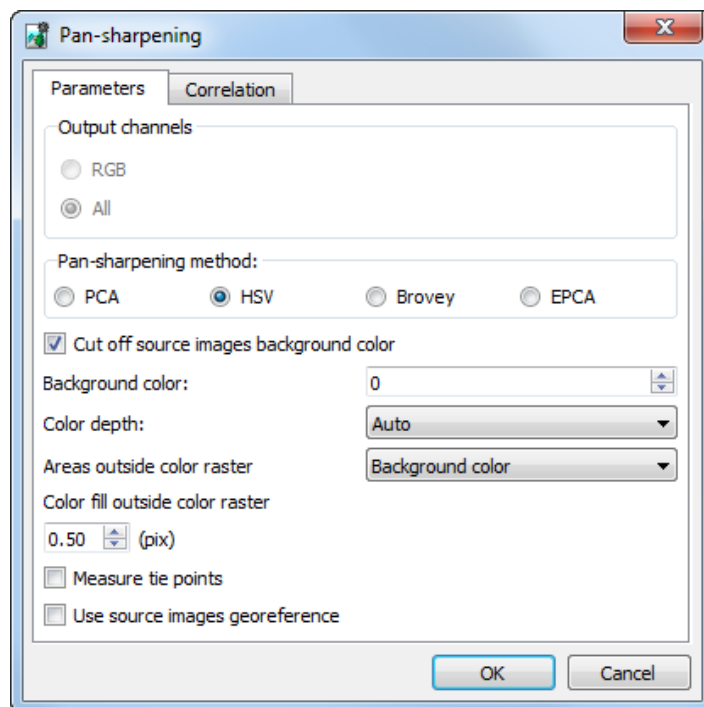 Pan-sharpening
Parameters Correlation
Output channels
RGB
All
Pan-sharpening method:
PCA HSV Brovey EPCA
Cut off source images background color
Background color: 0
Color depth: Auto
Areas outside color raster Background color
Color fill outside color raster
0.50 (pix)
Measure tie points
Use source images georeference
OK Cancel